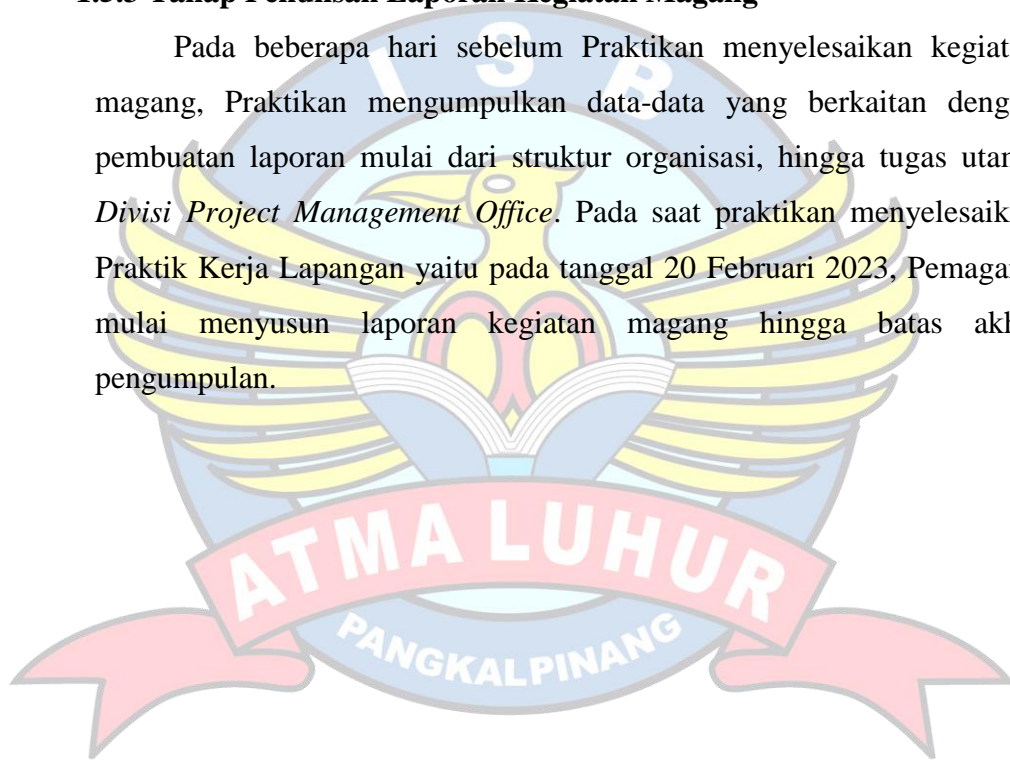 Pada beberapa hari sebelum Praktikan menyelesaikan kegiat
magang, Praktikan mengumpulkan data-data yang berkaitan deng
pembuatan laporan mulai dari struktur organisasi, hingga tugas utan
Divisi Project Management Office. Pada saat praktikan menyelesaik
Praktik Kerja Lapangan yaitu pada tanggal 20 Februari 2023, Pemagan
mulai menyusun laporan kegiatan magang hingga batas akh
pengumpulan.
I S B
ATMA LUHUR
PANGKALPINANG